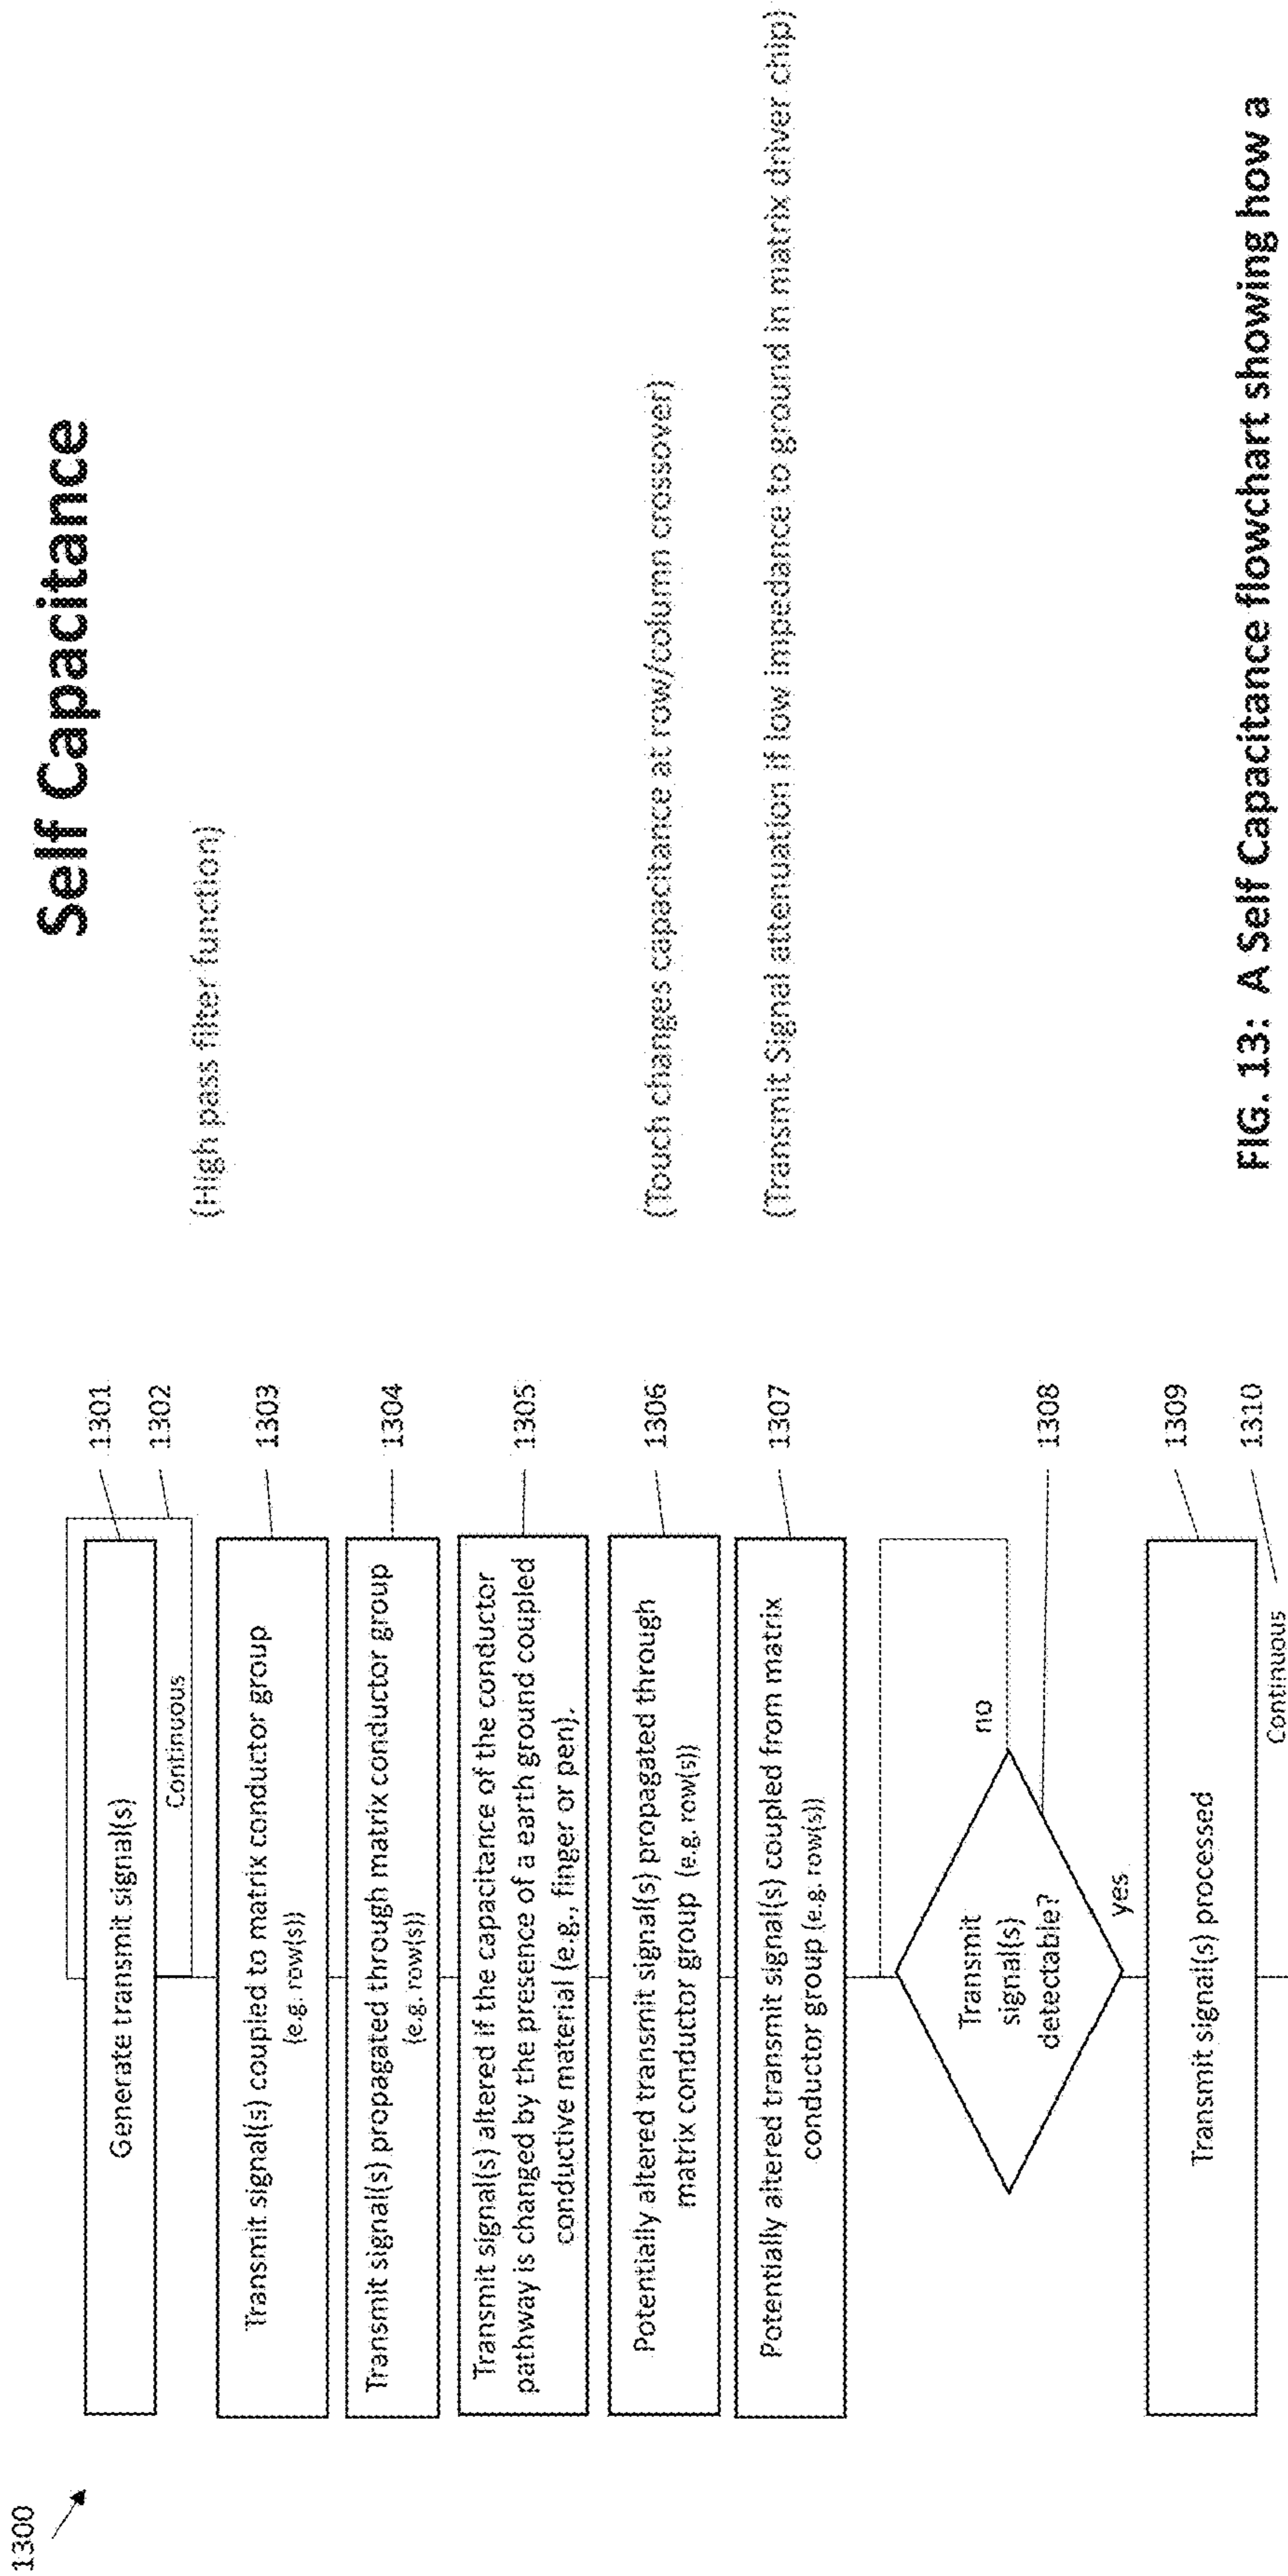 1300
Self Capacitance
Generate transmit signal(s)
1301
Continuous
1302
(High pass filter function)
Transmit signal(s) coupled to matrix conductor group
(e.g. row(s))
1303
Transmit signal(s) propagated through matrix conductor group
(e.g. row(s))
1304
Transmit signal(s) altered if the capacitance of the conductor
pathway is changed by the presence of a earth ground coupled
conductive material (e.g., finger or pen).
1305
Potentially altered transmit signal(s) propagated through
matrix conductor group (e.g. row(s))
1306
(Touch changes capacitance at row/column crossover)
Potentially altered transmit signal(s) coupled from matrix
conductor group (e.g. row(s))
1307
(Transmit Signal attenuation if low impedance to ground in matrix driver chip)
Transmit
signal(s)
detectable?
no
1308
yes
Transmit signal(s) processed
1309
Continuous
1310
FIG. 13: A Self Capacitance flowchart showing how a